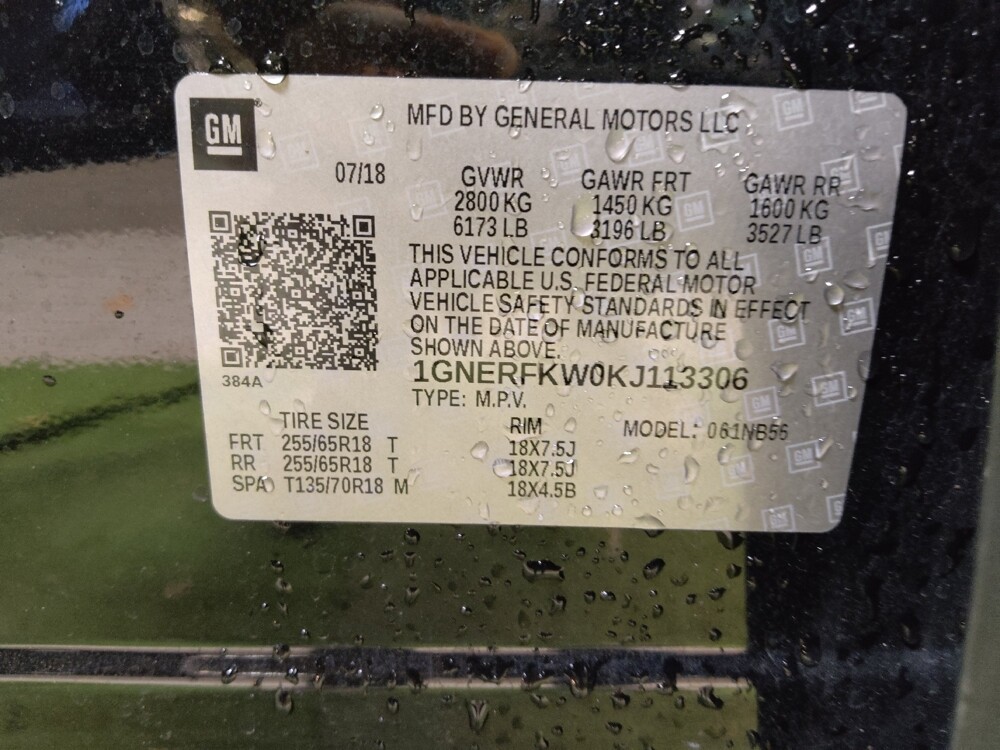 GM
MFD BY GENERAL MOTORS LLC
07/18
GVWR GAWR FRT GAWR RR
2800 KG 1450 KG 1600 KG
6173 LB 3196 LB 3527 LB
THIS VEHICLE CONFORMS TO ALL
APPLICABLE U.S. FEDERAL MOTOR
VEHICLE SAFETY STANDARDS IN EFFECT
ON THE DATE OF MANUFACTURE
SHOWN ABOVE.
384A
1GNERFKW0KJ113306
TYPE: M.P.V.
TIRE SIZE RIM MODEL: 061NB56
FRT 255/65R18 T 18X7.5J
RR 255/65R18 T 18X7.5J
SPA T135/70R18 M 18X4.5B